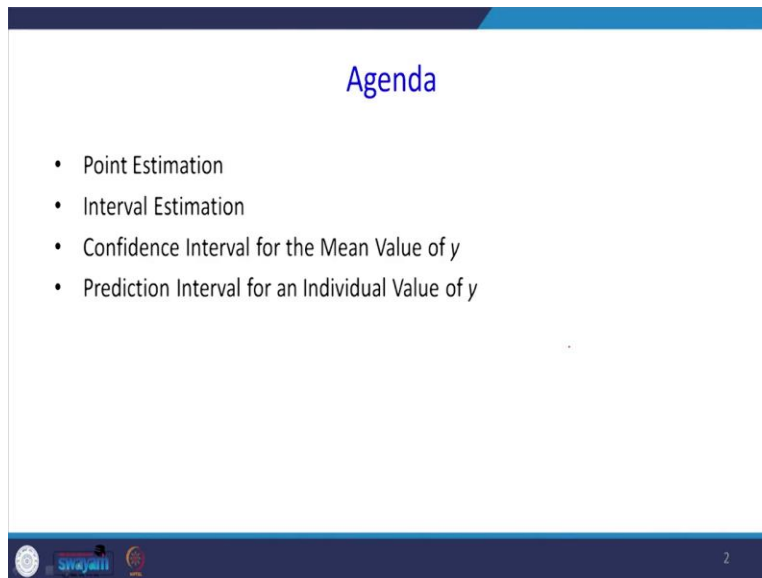 Agenda
• Point Estimation
• Interval Estimation
• Confidence Interval for the Mean Value of y
• Prediction Interval for an Individual Value of y
swayam
2